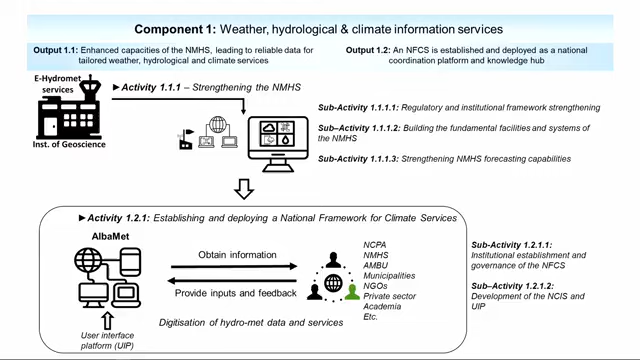 Component 1: Weather, hydrological & climate information services
Output 1.1: Enhanced capacities of the NMHS, leading to reliable data for
tailored weather, hydrological and climate services
Output 1.2: An NFCS is established and deployed as a national
coordination platform and knowledge hub
E-Hydromet
services
Inst. of Geoscience
►Activity 1.1.1 – Strengthening the NMHS
Sub-Activity 1.1.1.1: Regulatory and institutional framework strengthening
Sub–Activity 1.1.1.2: Building the fundamental facilities and systems of
the NMHS
Sub-Activity 1.1.1.3: Strengthening NMHS forecasting capabilities
►Activity 1.2.1: Establishing and deploying a National Framework for Climate Services
AlbaMet
User interface
platform (UIP)
Obtain information
Provide inputs and feedback
Digitisation of hydro-met data and services
NCPA
NMHS
AMBU
Municipalities
NGOs
Private sector
Academia
Etc.
Sub-Activity 1.2.1.1:
Institutional establishment and
governance of the NFCS
Sub–Activity 1.2.1.2:
Development of the NCIS and
UIP